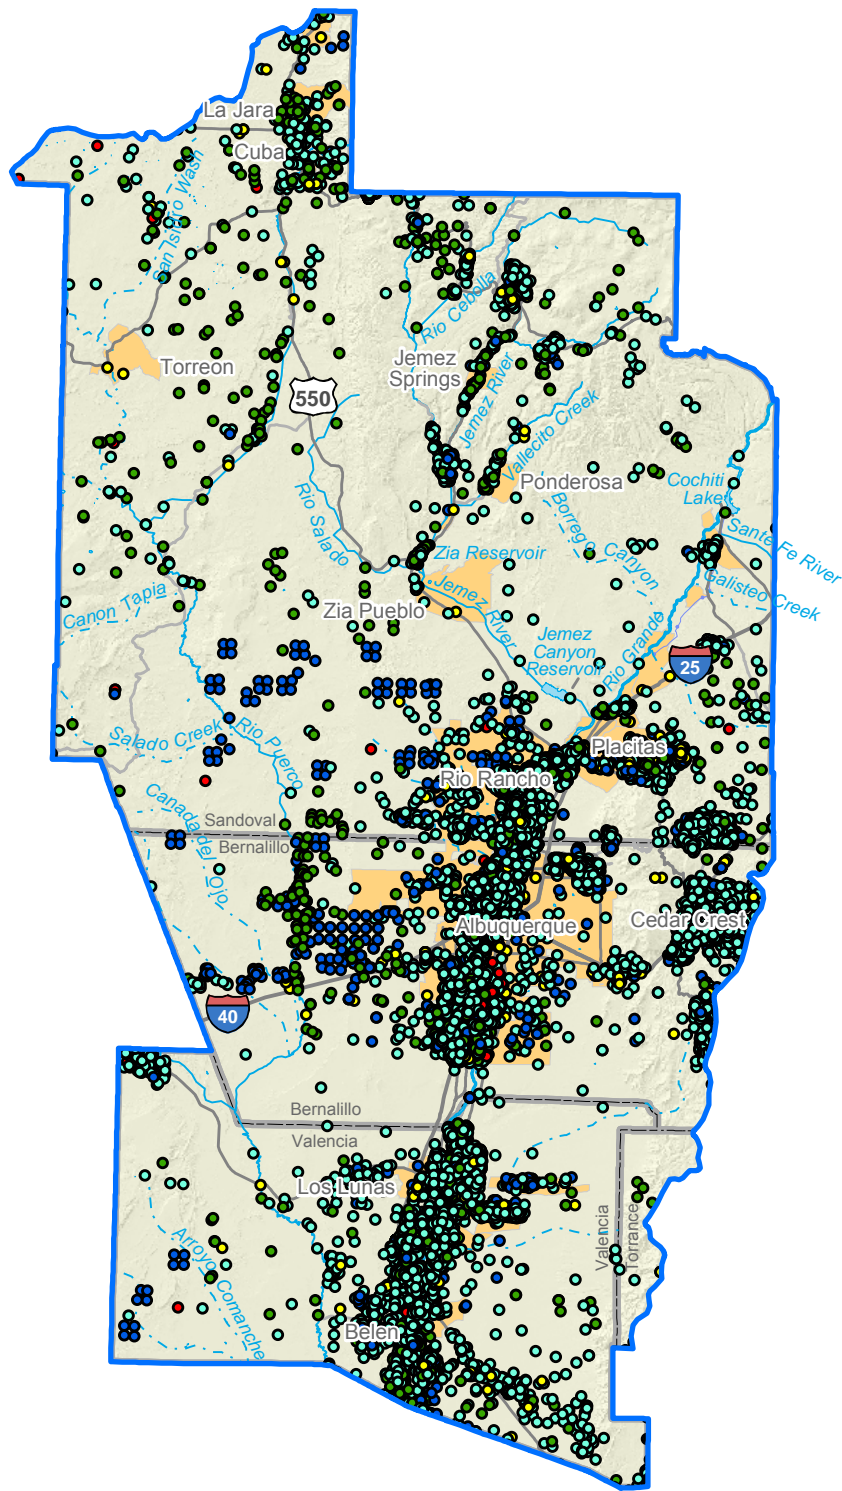 La Jara
Cuba
San Isidro Wash
Rio Cebolla
Torreon
Jemez
Springs
550
Jemez River
Vallecito Creek
Ponderosa
Cochiti
Lake
Rio Salado
Borrego Canyon
Sante Fe River
Zia Reservoir
Galisteo Creek
Canon Tapia
Jemez River
Zia Pueblo
Jemez
Canyon
Reservoir
Rio Grande
25
Salado Creek
Rio Puerco
Placitas
Rio Rancho
Canada del Ojo
Sandoval
Bernalillo
Albuquerque
Cedar Crest
40
Bernalillo
Valencia
Los Lunas
Valencia
Torrance
Arroyo Comanche
Belen